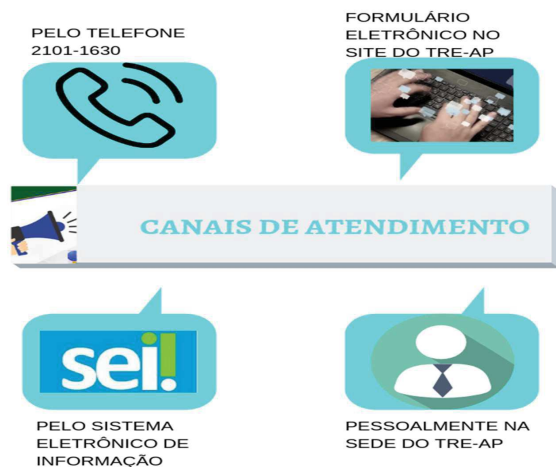 PELO TELEFONE
2101-1630
FORMULÁRIO
ELETRÔNICO NO
SITE DO TRE-AP
CANAIS DE ATENDIMENTO
sei!
PELO SISTEMA
ELETRÔNICO DE
INFORMAÇÃO
PESSOALMENTE NA
SEDE DO TRE-AP